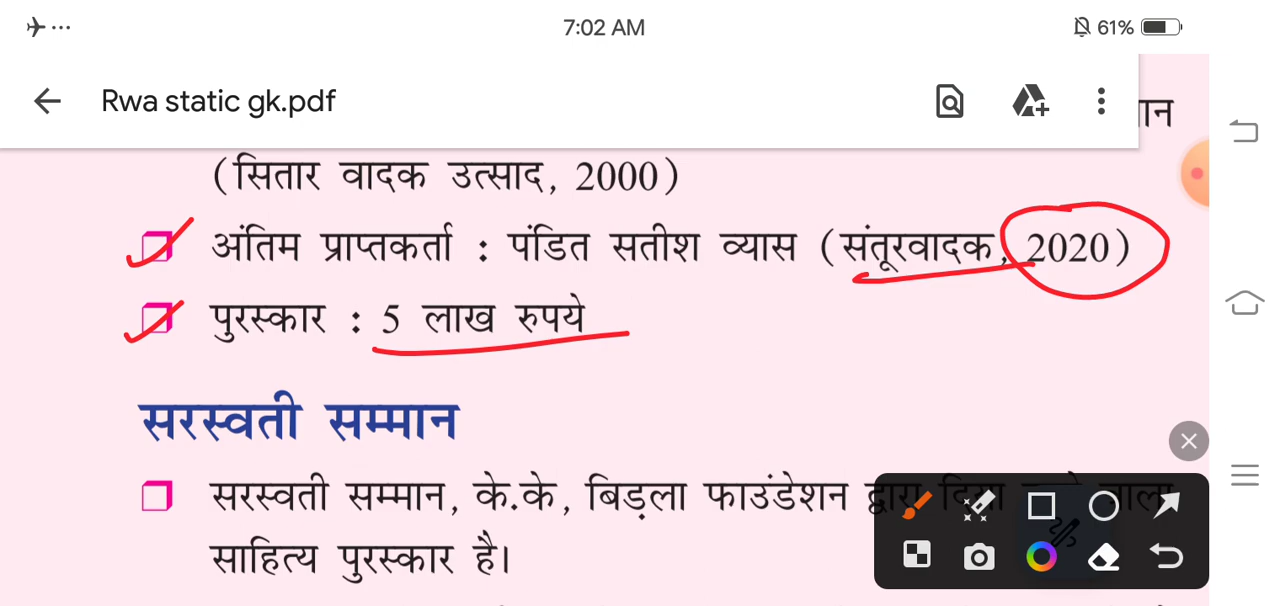 7:02 AM
61%
Rwa static gk.pdf
ान
(सितार वादक उत्साद, 2000)
अंतिम प्राप्तकर्ता : पंडित सतीश व्यास (संतूरवादक, 2020)
पुरस्कार : 5 लाख रुपये
सरस्वती सम्मान
सरस्वती सम्मान, के.के, बिड़ला फाउंडेशन द्वारा दिया वाला
साहित्य पुरस्कार है।